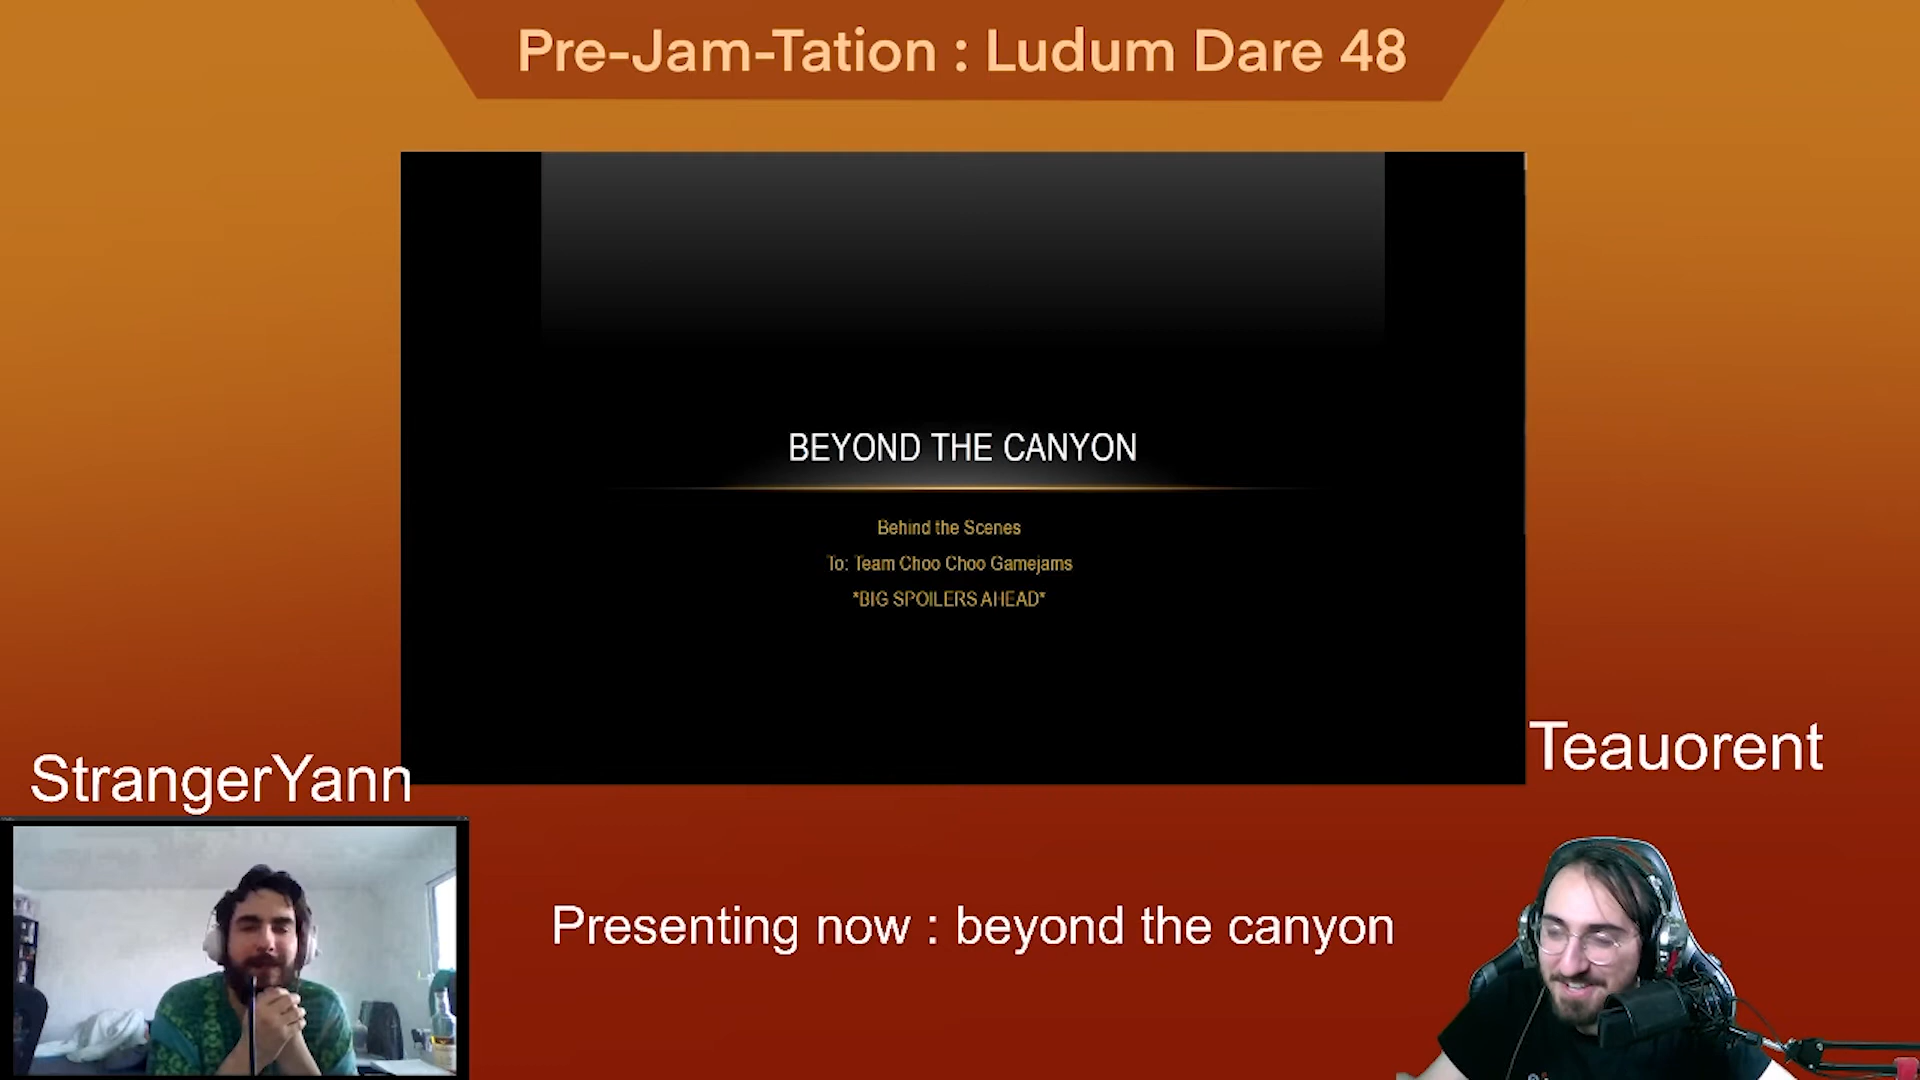 Pre-Jam-Tation : Ludum Dare 48
BEYOND THE CANYON
Behind the Scenes
To: Team Choo Choo Gamejams
*BIG SPOILERS AHEAD*
StrangerYann
Teauorent
Presenting now : beyond the canyon